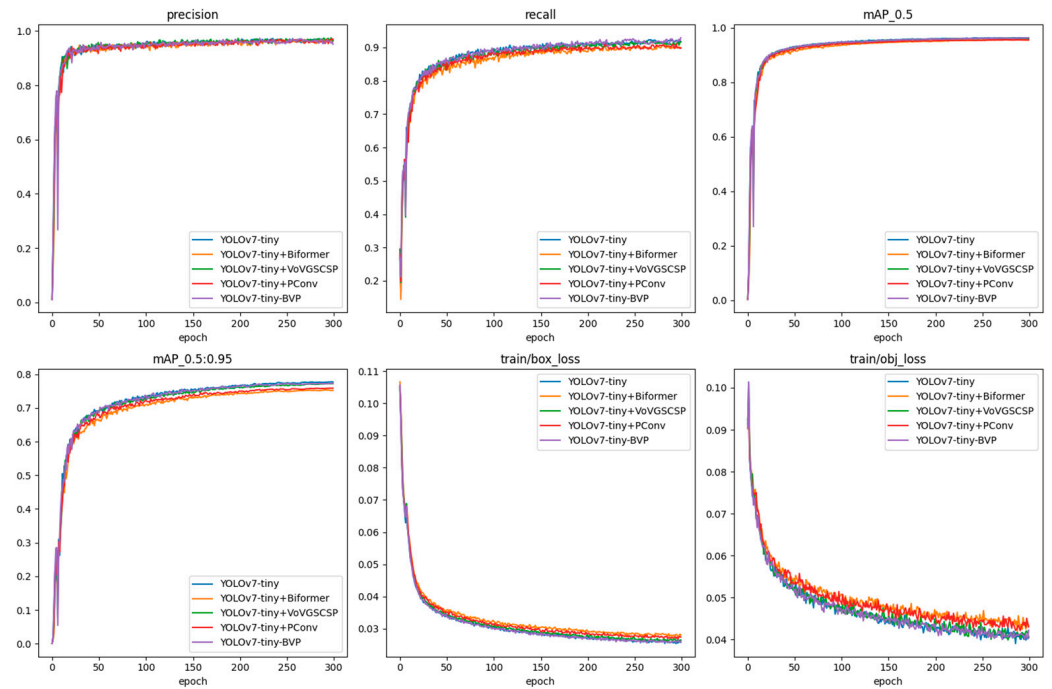 precision
1.0
0.8
0.6
0.4
0.2
0.0
YOLOv7-tiny
YOLOv7-tiny+Biformer
YOLOv7-tiny+VoVGSCSP
YOLOv7-tiny+PConv
YOLOv7-tiny-BVP
0 50 100 150 200 250 300
epoch
recall
0.9
0.8
0.7
0.6
0.5
0.4
0.3
0.2
YOLOv7-tiny
YOLOv7-tiny+Biformer
YOLOv7-tiny+VoVGSCSP
YOLOv7-tiny+PConv
YOLOv7-tiny-BVP
0 50 100 150 200 250 300
epoch
mAP_0.5
1.0
0.8
0.6
0.4
0.2
0.0
YOLOv7-tiny
YOLOv7-tiny+Biformer
YOLOv7-tiny+VoVGSCSP
YOLOv7-tiny+PConv
YOLOv7-tiny-BVP
0 50 100 150 200 250 300
epoch
mAP_0.5:0.95
0.8
0.7
0.6
0.5
0.4
0.3
0.2
0.1
0.0
YOLOv7-tiny
YOLOv7-tiny+Biformer
YOLOv7-tiny+VoVGSCSP
YOLOv7-tiny+PConv
YOLOv7-tiny-BVP
0 50 100 150 200 250 300
epoch
train/box_loss
0.11
0.10
0.09
0.08
0.07
0.06
0.05
0.04
0.03
YOLOv7-tiny
YOLOv7-tiny+Biformer
YOLOv7-tiny+VoVGSCSP
YOLOv7-tiny+PConv
YOLOv7-tiny-BVP
0 50 100 150 200 250 300
epoch
train/obj_loss
0.10
0.09
0.08
0.07
0.06
0.05
0.04
YOLOv7-tiny
YOLOv7-tiny+Biformer
YOLOv7-tiny+VoVGSCSP
YOLOv7-tiny+PConv
YOLOv7-tiny-BVP
0 50 100 150 200 250 300
epoch